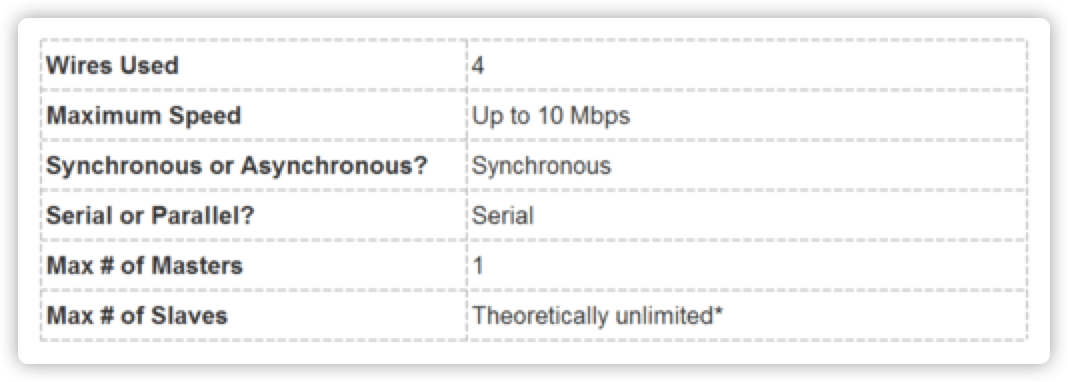 Wires Used 4
Maximum Speed Up to 10 Mbps
Synchronous or Asynchronous? Synchronous
Serial or Parallel? Serial
Max # of Masters 1
Max # of Slaves Theoretically unlimited*